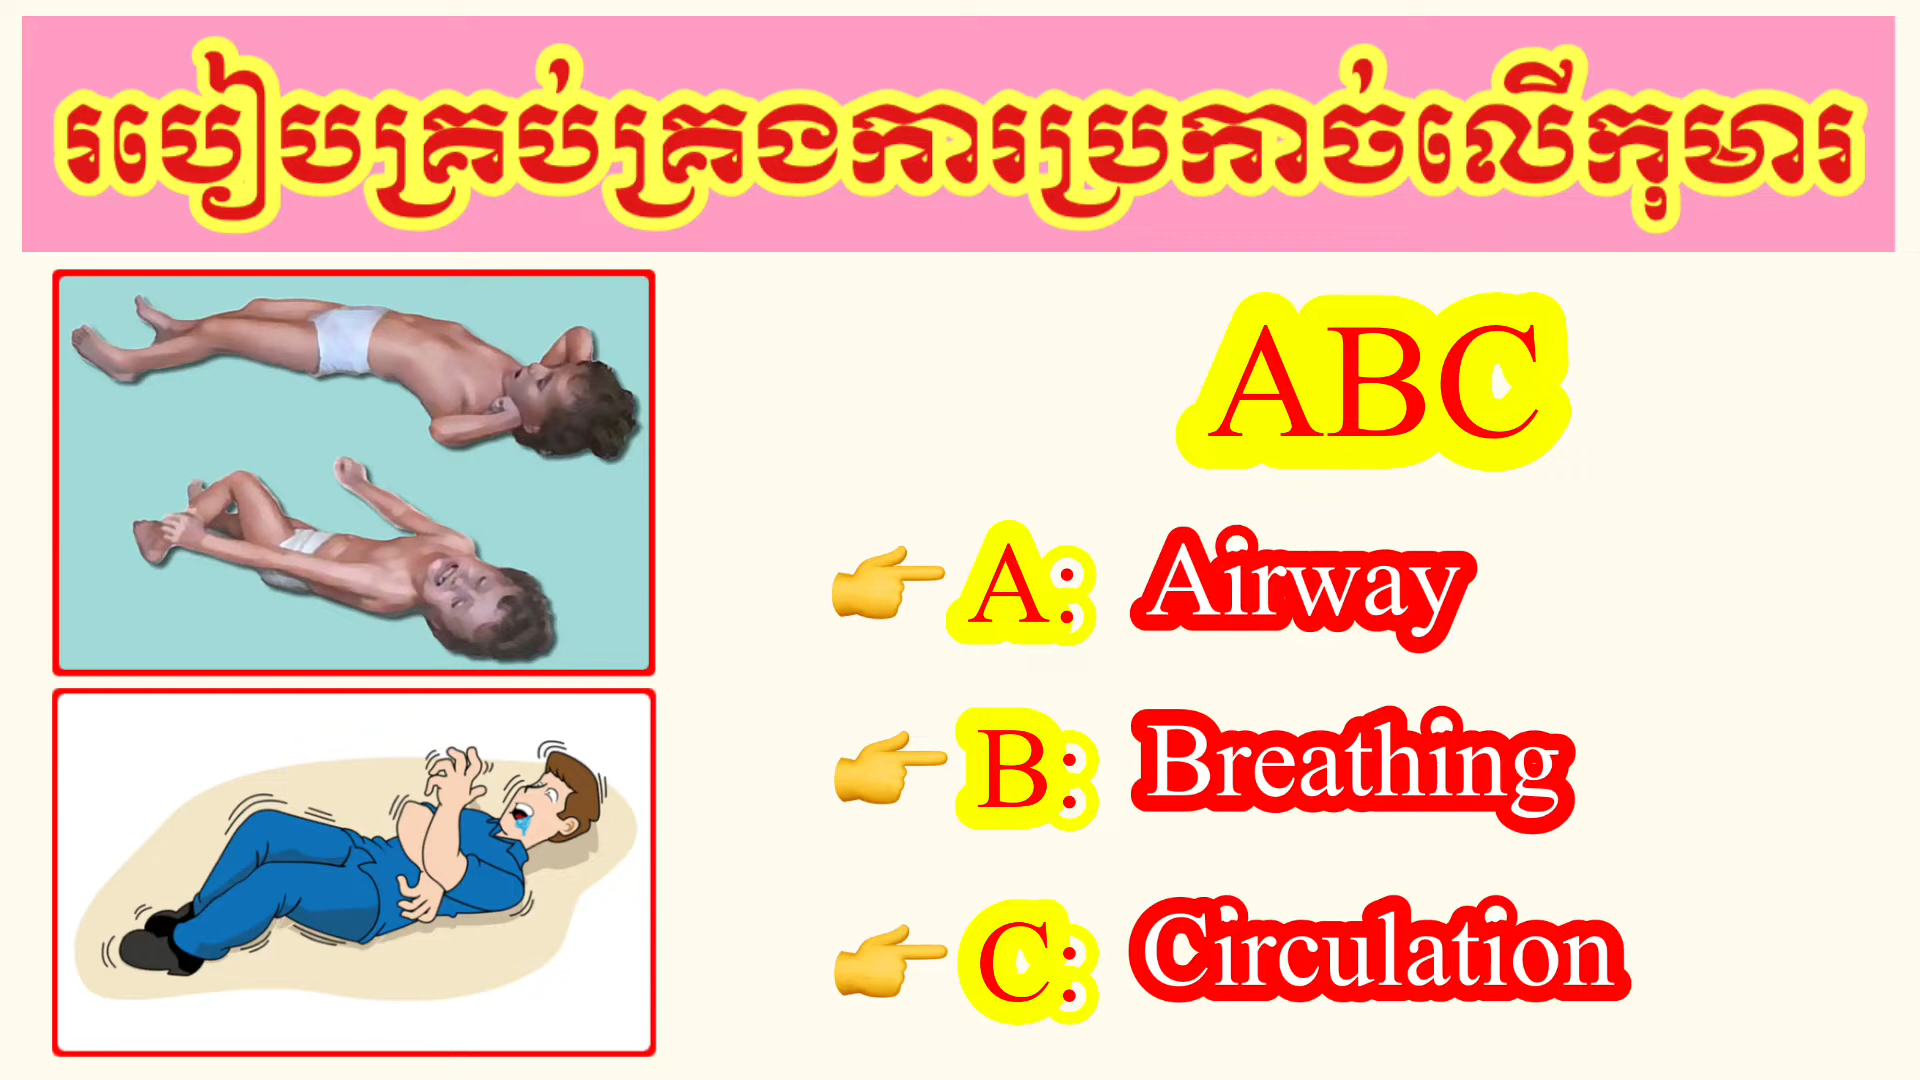 របៀបគ្រប់គ្រងការប្រកាច់លើកុមារ
ABC
A: Airway
B: Breathing
C: Circulation